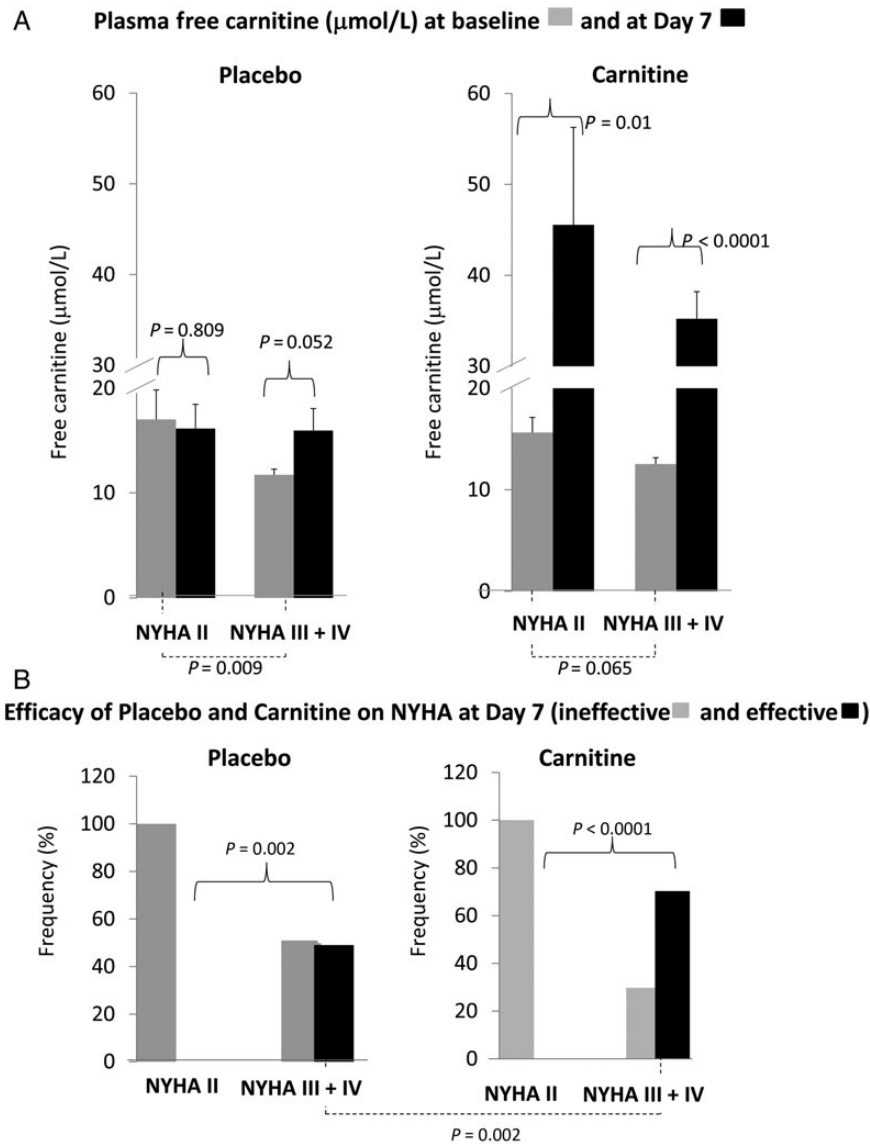 A
Plasma free carnitine (μmol/L) at baseline and at Day 7
Placebo
Carnitine
Free carnitine (μmol/L)
60
50
40
30
20
10
0
P = 0.809
P = 0.052
NYHA II
NYHA III + IV
P = 0.009
Free carnitine (μmol/L)
60
50
40
30
20
10
0
P = 0.01
P < 0.0001
NYHA II
NYHA III + IV
P = 0.065
B
Efficacy of Placebo and Carnitine on NYHA at Day 7 (ineffective and effective )
Placebo
Carnitine
Frequency (%)
120
100
80
60
40
20
0
P = 0.002
NYHA II
NYHA III + IV
Frequency (%)
120
100
80
60
40
20
0
P < 0.0001
NYHA II
NYHA III + IV
P = 0.002